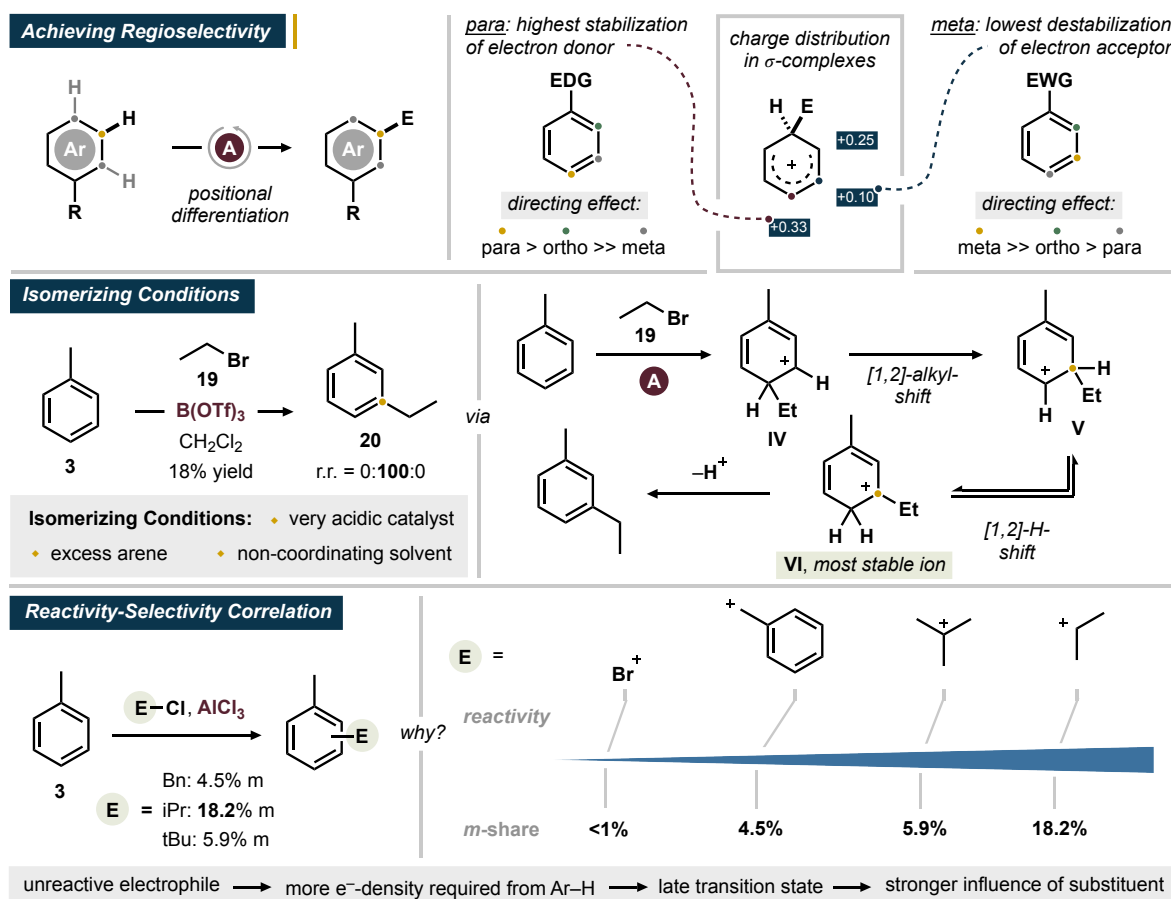 Achieving Regioselectivity
H
H
H
Ar
R
A
positional
differentiation
E
Ar
R
para: highest stabilization
of electron donor
EDG
directing effect:
para > ortho >> meta
charge distribution
in σ-complexes
H
E
+
+0.25
+0.10
+0.33
meta: lowest destabilization
of electron acceptor
EWG
directing effect:
meta >> ortho > para
Isomerizing Conditions
3
Br
19
B(OTf)3
CH2Cl2
18% yield
20
r.r. = 0:100:0
Isomerizing Conditions:
very acidic catalyst
excess arene
non-coordinating solvent
via
Br
19
A
+
H
H
Et
IV
[1,2]-alkyl-
shift
+
H
Et
H
V
[1,2]-H-
shift
+
Et
H H
VI, most stable ion
–H+
Reactivity-Selectivity Correlation
3
E–Cl, AlCl3
E
Bn: 4.5% m
E = iPr: 18.2% m
tBu: 5.9% m
why?
E =
Br+
+
+
+
reactivity
m-share
<1%
4.5%
5.9%
18.2%
unreactive electrophile
more e–-density required from Ar–H
late transition state
stronger influence of substituent